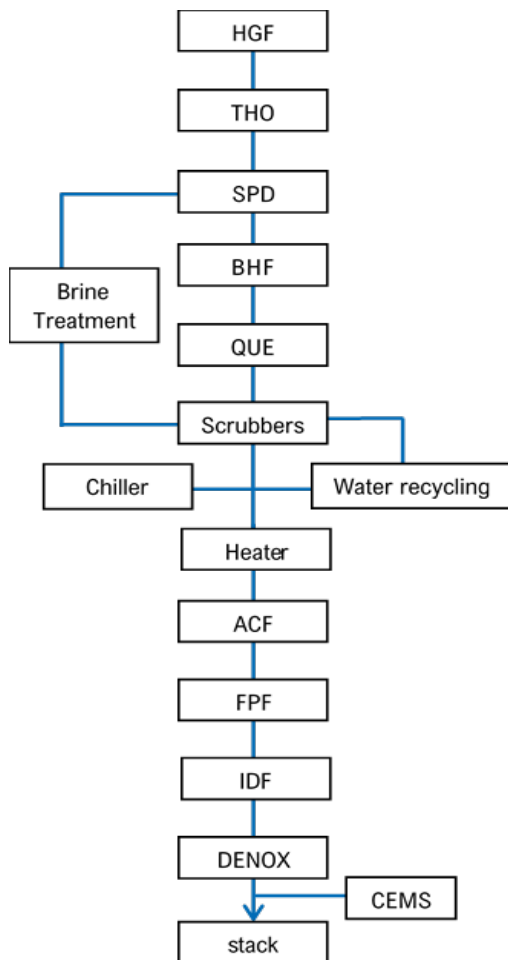 HGF
THO
SPD
BHF
Brine
Treatment
QUE
Scrubbers
Chiller
Water recycling
Heater
ACF
FPF
IDF
DENOX
CEMS
stack